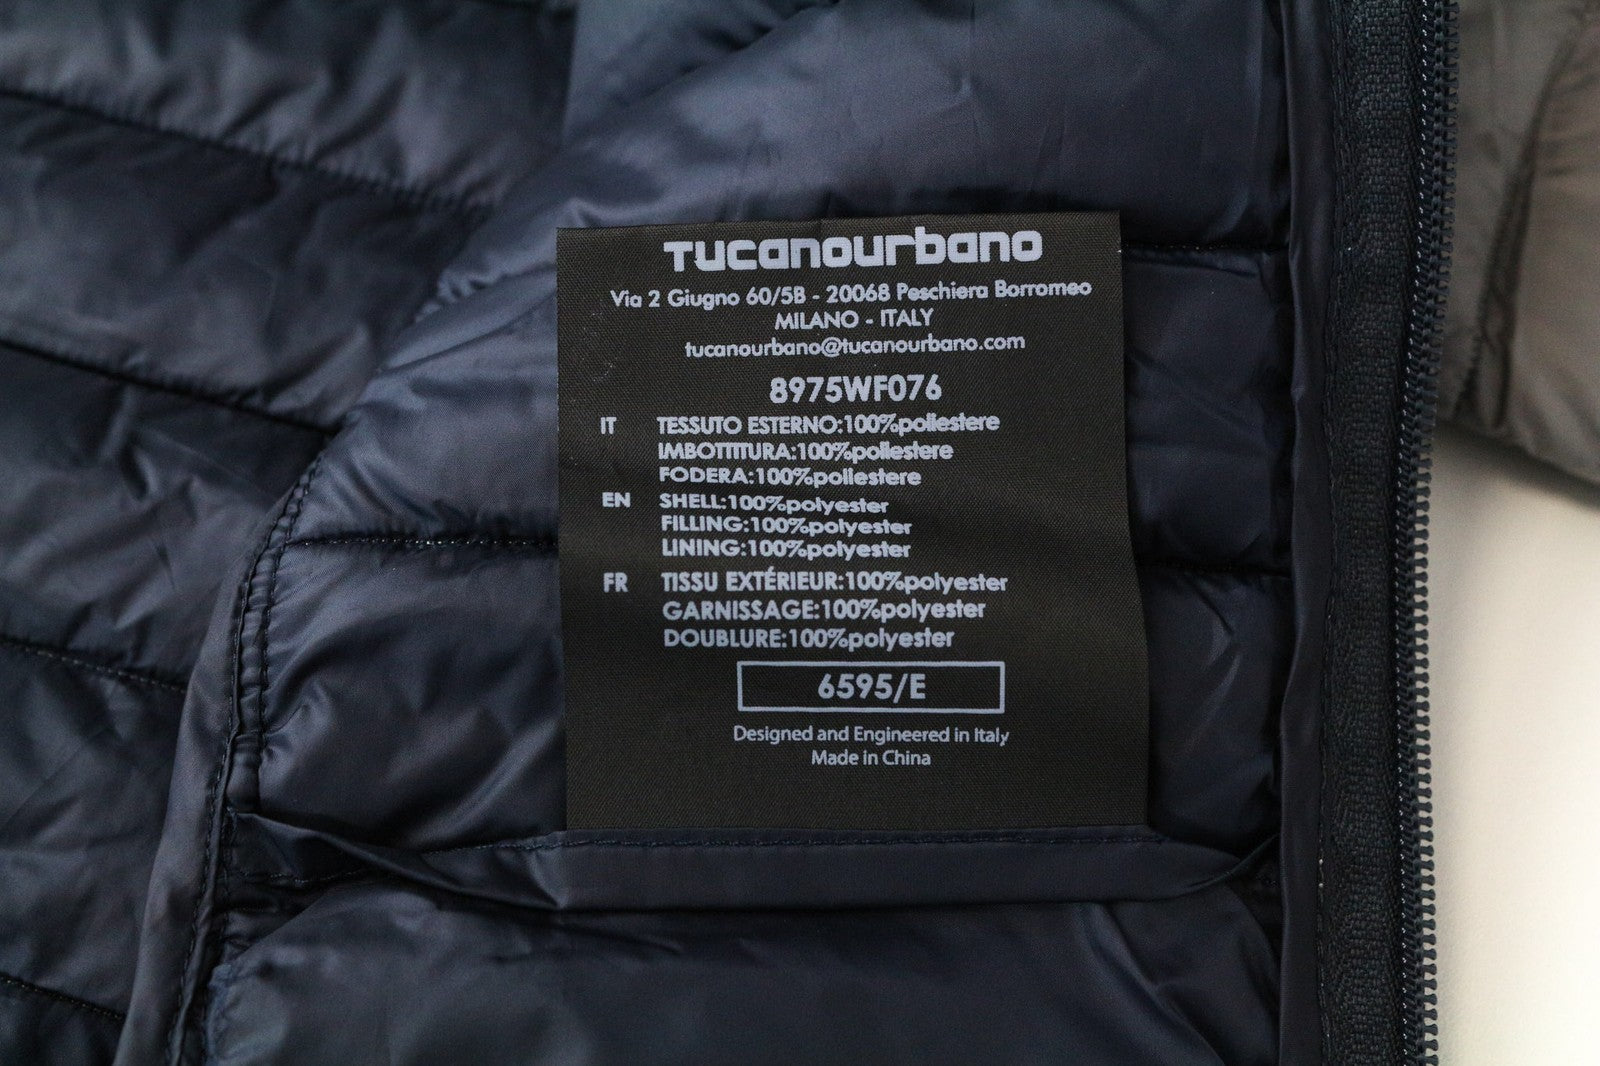 TUCANOURBANO
Via 2 Giugno 60/5B - 20068 Peschiera Borromeo
MILANO - ITALY
tucanourbano@tucanourbano.com
8975WF076
IT TESSUTO ESTERNO:100%poliestere
IMBOTTITURA:100%poliestere
FODERA:100%poliestere
EN SHELL:100%polyester
FILLING:100%polyester
LINING:100%polyester
FR TISSU EXTÉRIEUR:100%polyester
GARNISSAGE:100%polyester
DOUBLURE:100%polyester
6595/E
Designed and Engineered in Italy
Made in China